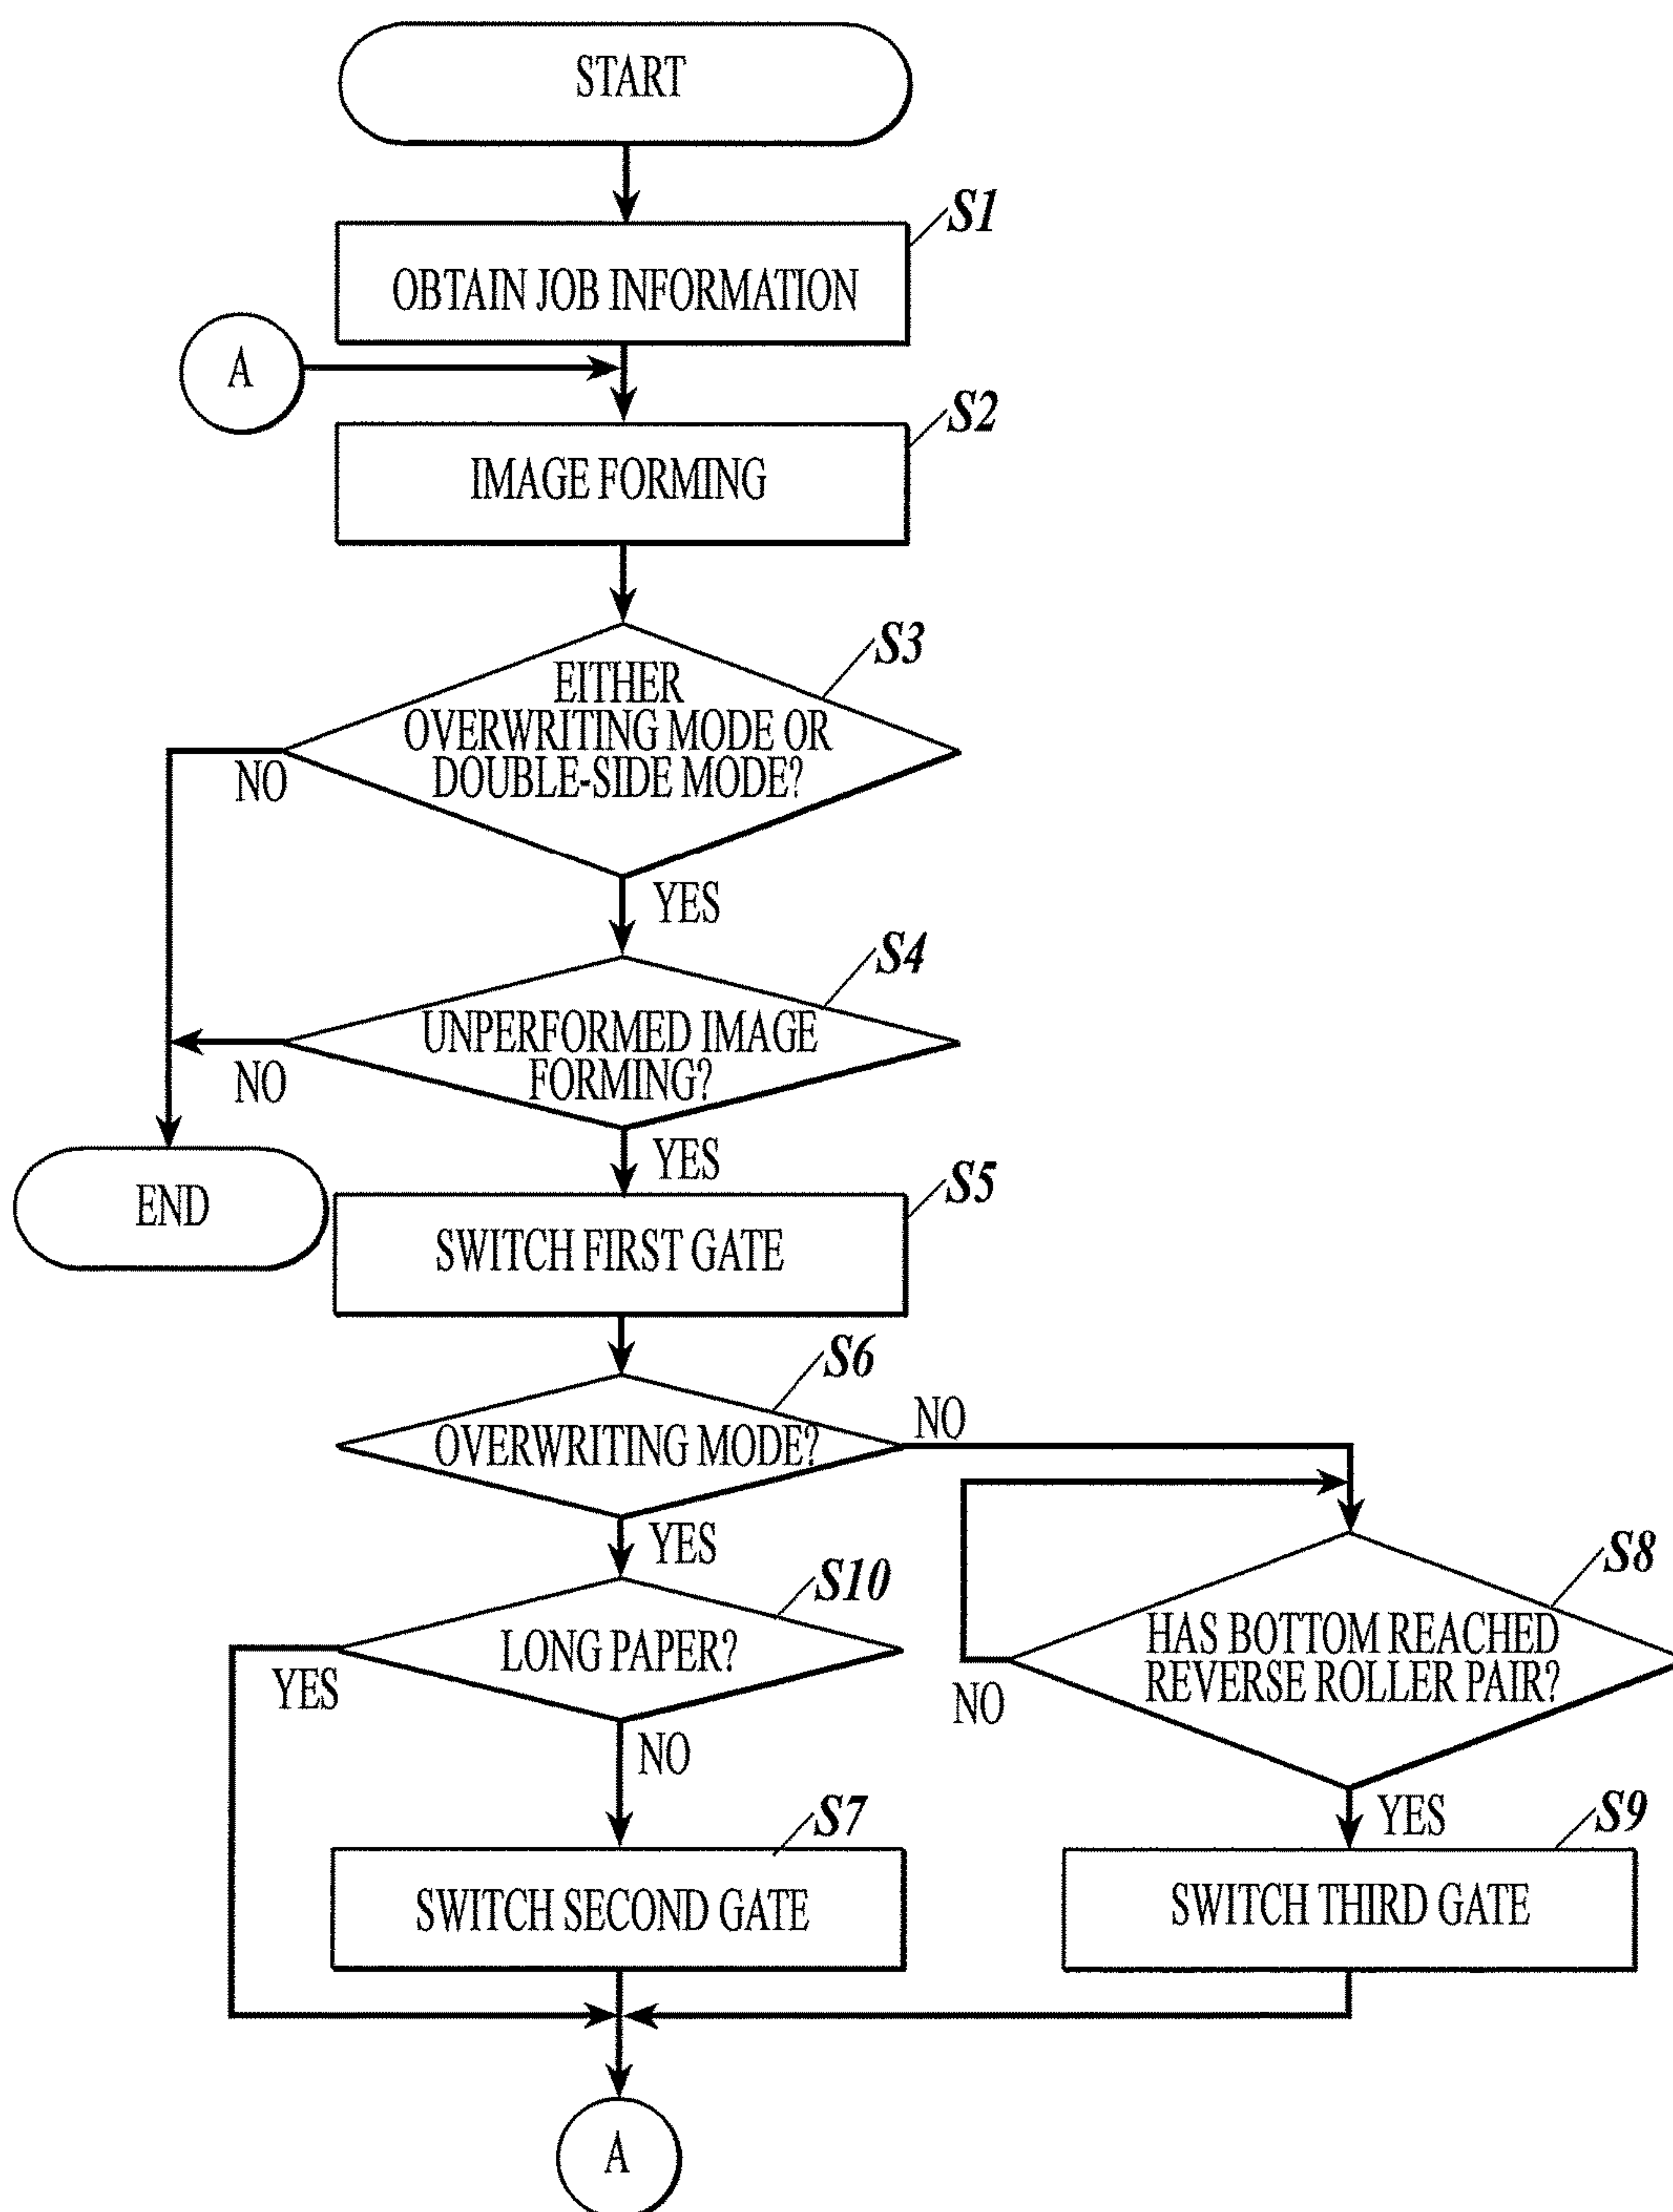 START
S1
OBTAIN JOB INFORMATION
A
S2
IMAGE FORMING
S3
EITHER
OVERWRITING MODE OR
DOUBLE-SIDE MODE?
NO
YES
S4
UNPERFORMED IMAGE
FORMING?
NO
YES
END
S5
SWITCH FIRST GATE
S6
OVERWRITING MODE?
NO
YES
S10
LONG PAPER?
YES
NO
S8
HAS BOTTOM REACHED
REVERSE ROLLER PAIR?
NO
YES
S7
SWITCH SECOND GATE
S9
SWITCH THIRD GATE
A